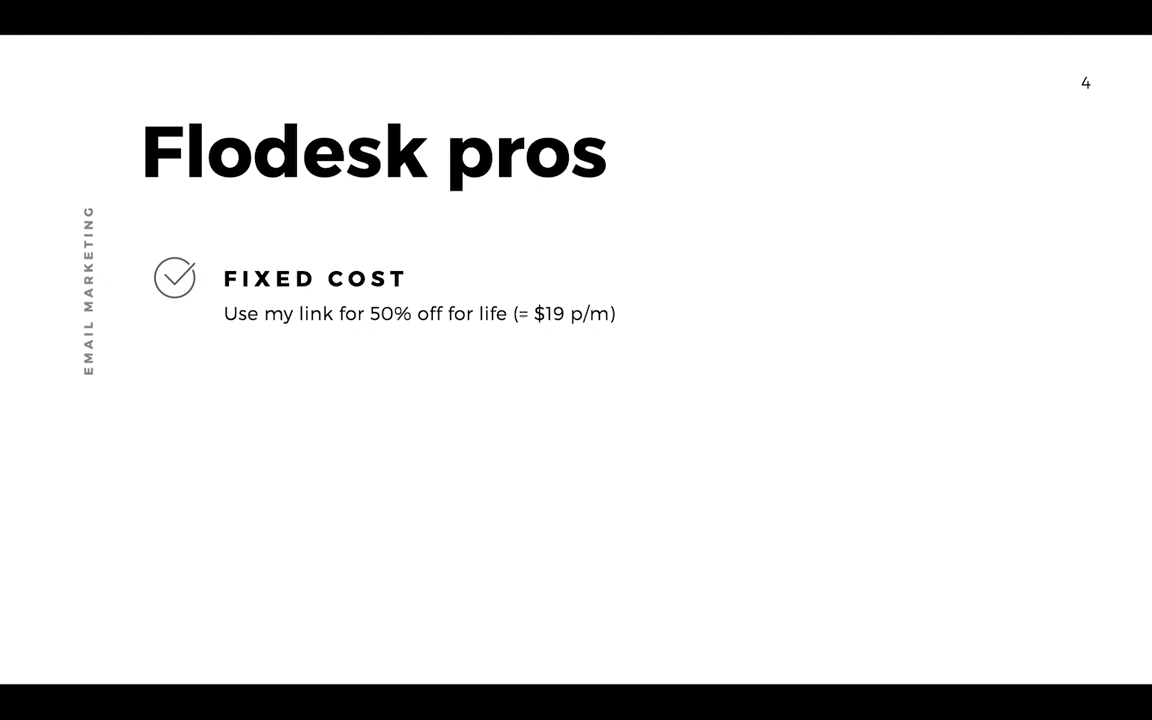 4
Flodesk pros
EMAIL MARKETING
FIXED COST
Use my link for 50% off for life (= $19 p/m)